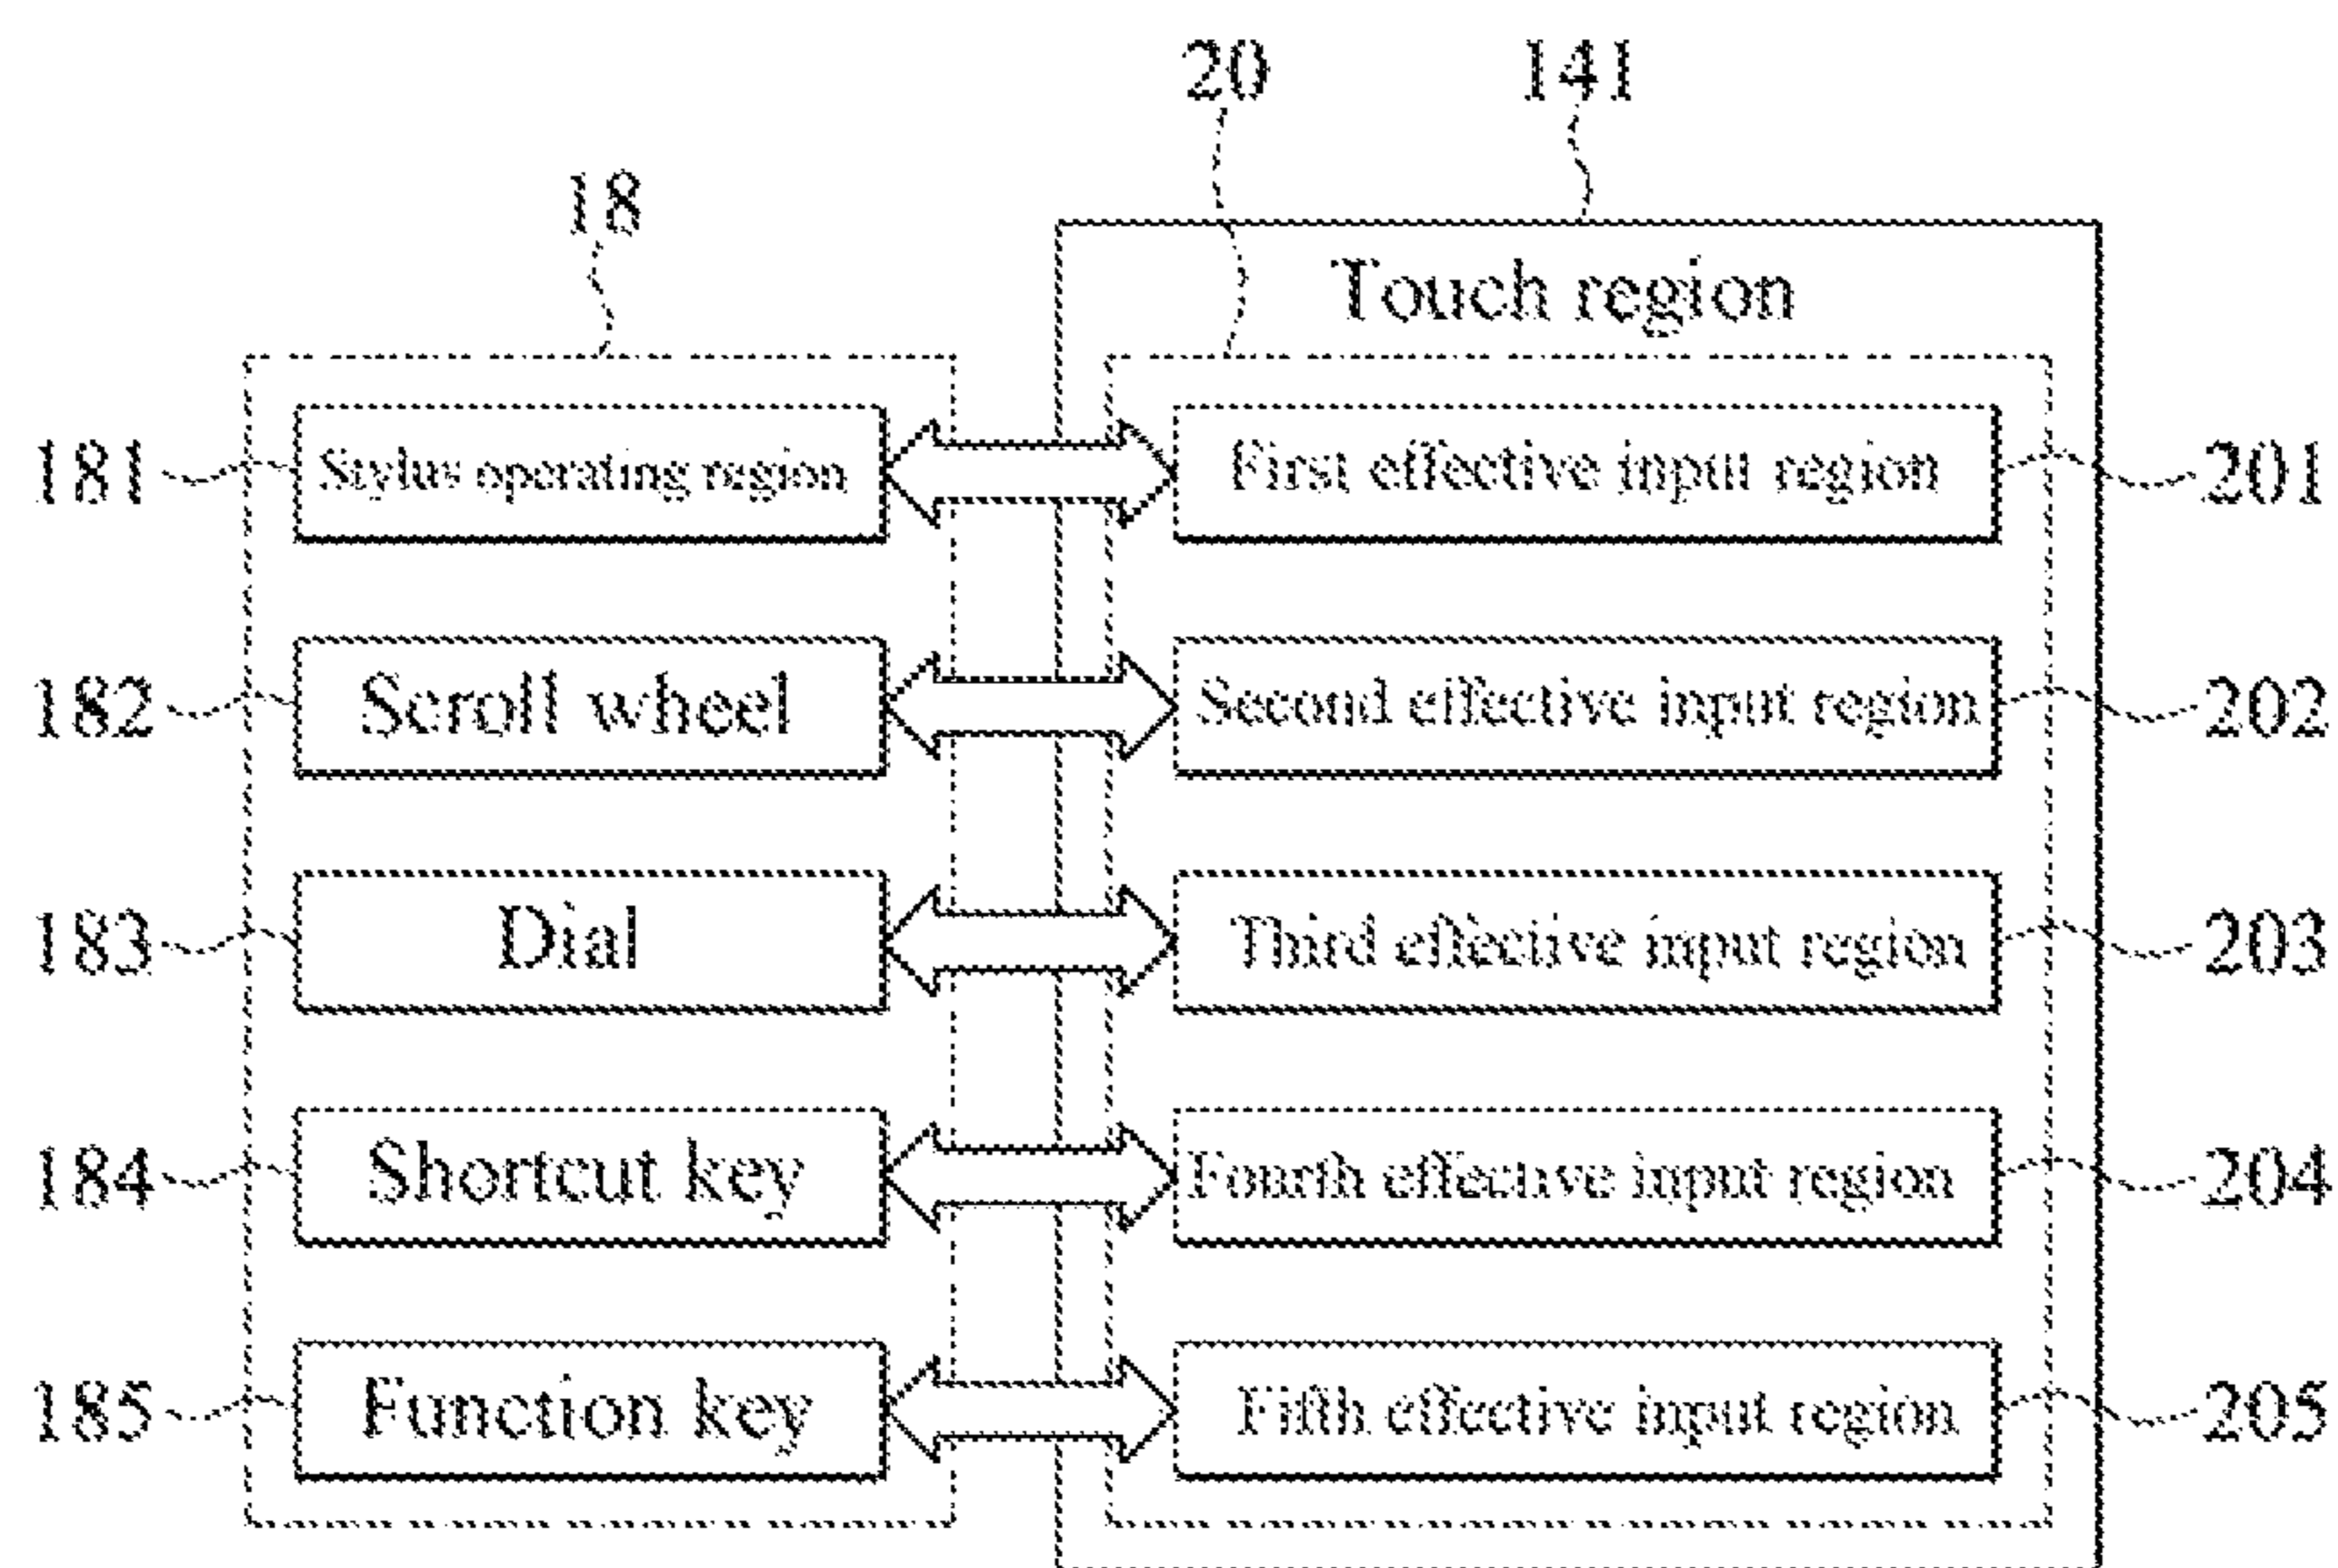 20 141
18
Touch region
181 Stylus operating region First effective input region 201
182 Scroll wheel Second effective input region 202
183 Dial Third effective input region 203
184 Shortcut key Fourth effective input region 204
185 Function key Fifth effective input region 205